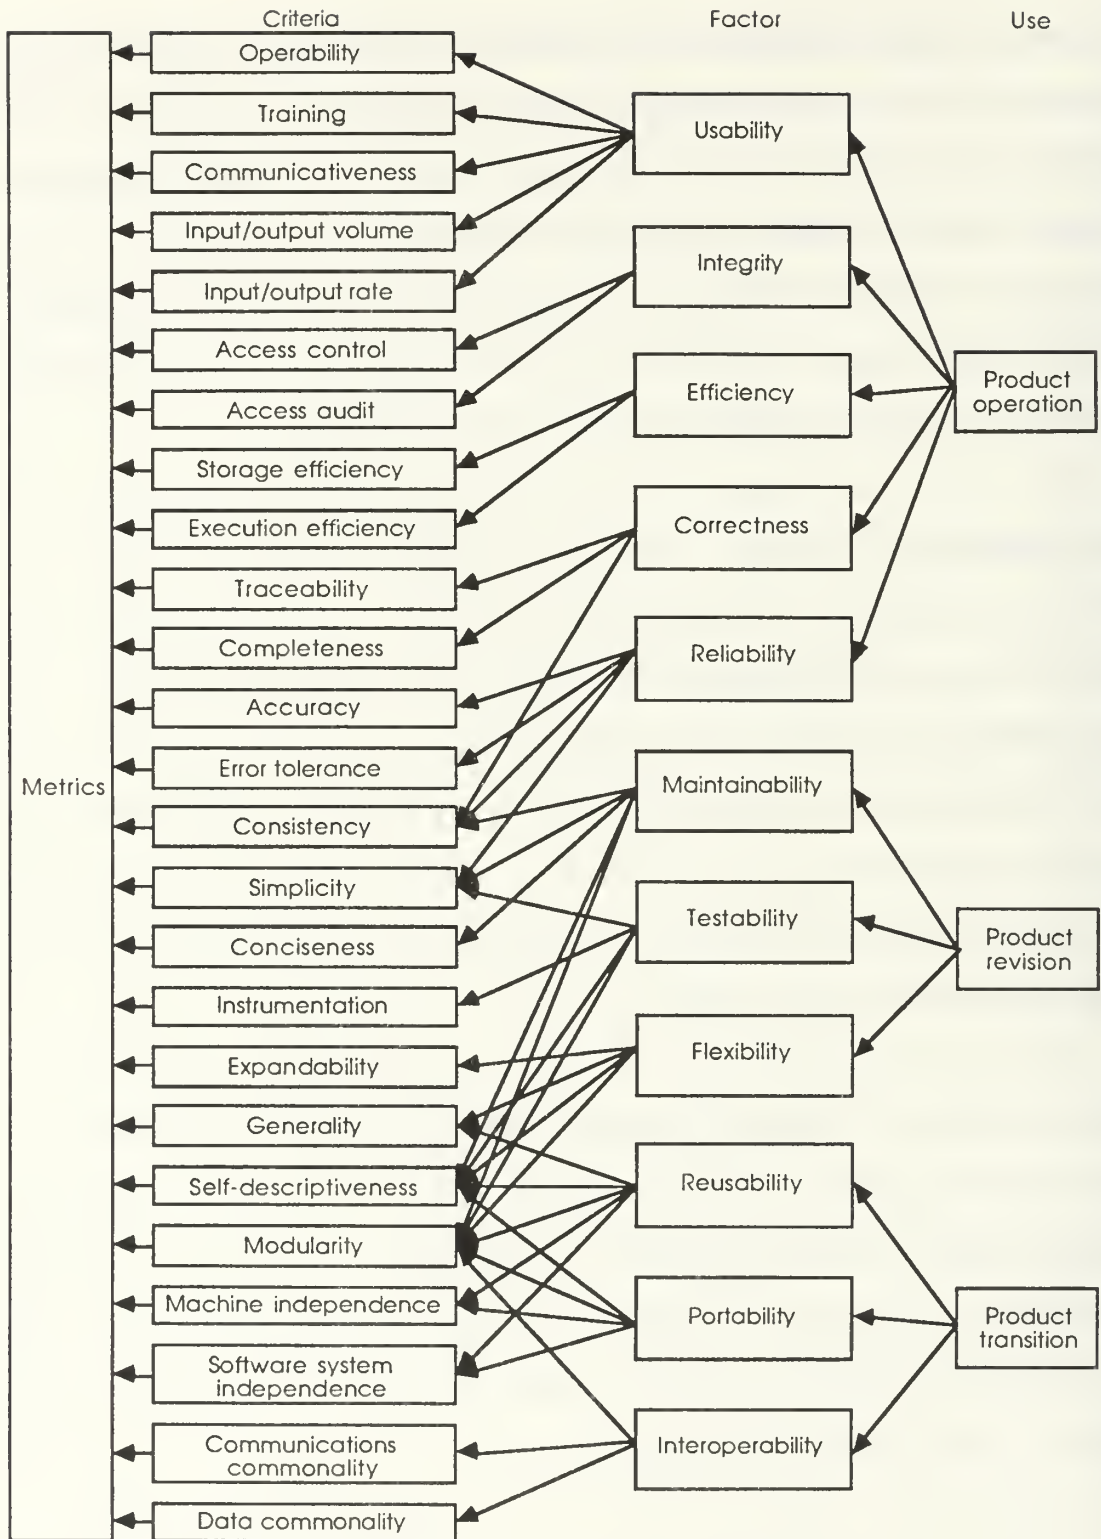 Criteria
Factor
Use
Operability
Training
Communicativeness
Input/output volume
Input/output rate
Access control
Access audit
Storage efficiency
Execution efficiency
Traceability
Completeness
Accuracy
Error tolerance
Metrics
Consistency
Simplicity
Conciseness
Instrumentation
Expandability
Generality
Self-descriptiveness
Modularity
Machine independence
Software system
independence
Communications
commonality
Data commonality
Usability
Integrity
Efficiency
Correctness
Reliability
Maintainability
Testability
Flexibility
Reusability
Portability
Interoperability
Product
operation
Product
revision
Product
transition